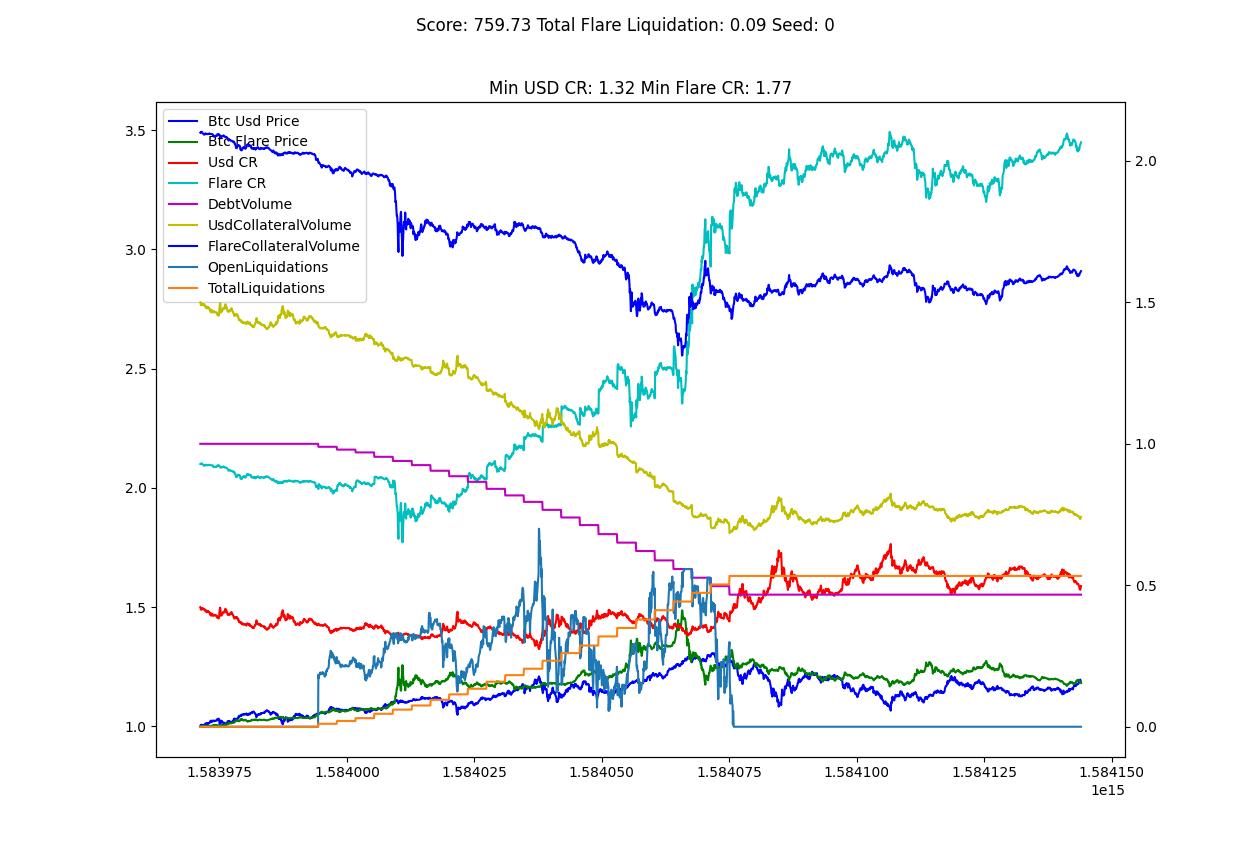 Score: 759.73 Total Flare Liquidation: 0.09 Seed: 0
Min USD CR: 1.32 Min Flare CR: 1.77
Btc Usd Price
Btc Flare Price
Usd CR
Flare CR
DebtVolume
UsdCollateralVolume
FlareCollateralVolume
OpenLiquidations
TotalLiquidations
3.5
3.0
2.5
2.0
1.5
1.0
2.0
1.5
1.0
0.5
0.0
1.583975
1.584000
1.584025
1.584050
1.584075
1.584100
1.584125
1.584150
1e15